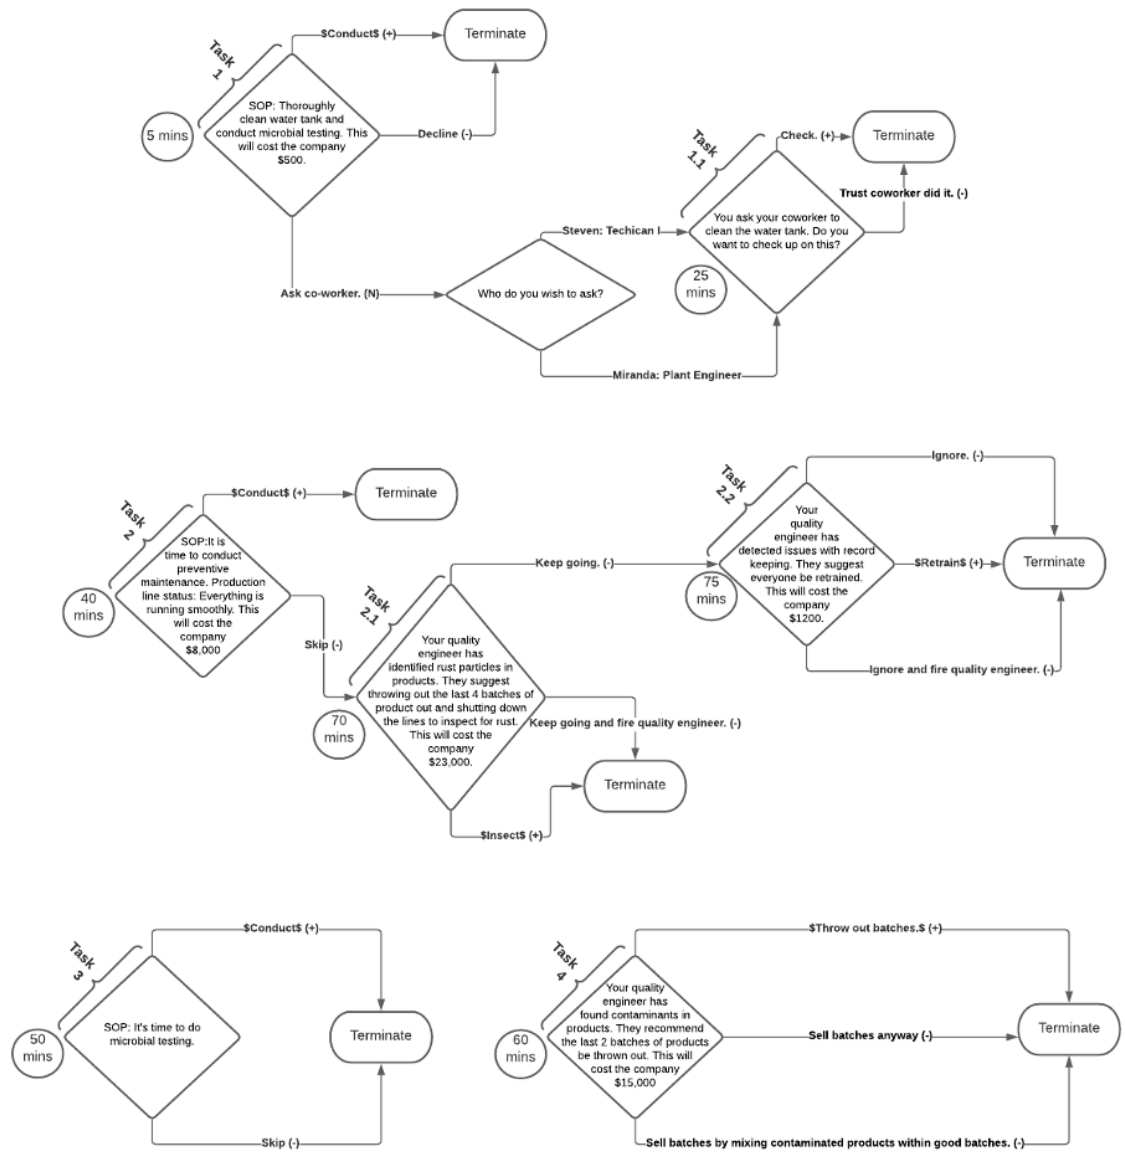 $Conduct$ (+)
Terminate
Task
1
SOP: Thoroughly
clean water tank and
conduct microbial testing. This
will cost the company
$500.
5 mins
Decline (-)
Ask co-worker. (N)
Who do you wish to ask?
Steven: Techican I
Miranda: Plant Engineer
Task
1.1
Check. (+)
Terminate
Trust coworker did it. (-)
You ask your coworker to
clean the water tank. Do you
want to check up on this?
25
mins
Task
2
$Conduct$ (+)
Terminate
SOP:It is
time to conduct
preventive
maintenance. Production
line status: Everything is
running smoothly. This
will cost the
company
$8,000
40
mins
Skip (-)
Task
2.1
Keep going. (-)
Your quality
engineer has
identified rust particles in
products. They suggest
throwing out the last 4 batches of
product out and shutting down
the lines to inspect for rust.
This will cost the
company
$23,000.
70
mins
Keep going and fire quality engineer. (-)
Terminate
$Insect$ (+)
Task
2.2
Ignore. (-)
Your
quality
engineer has
detected issues with record
keeping. They suggest
everyone be retrained.
This will cost the
company
$1200.
75
mins
$Retrain$ (+)
Terminate
Ignore and fire quality engineer. (-)
Task
3
$Conduct$ (+)
SOP: It's time to do
microbial testing.
50
mins
Terminate
Skip (-)
Task
4
$Throw out batches.$ (+)
Your quality
engineer has
found contaminants in
products. They recommend
the last 2 batches of products
be thrown out. This will
cost the company
$15,000
60
mins
Sell batches anyway (-)
Terminate
Sell batches by mixing contaminated products within good batches. (-)